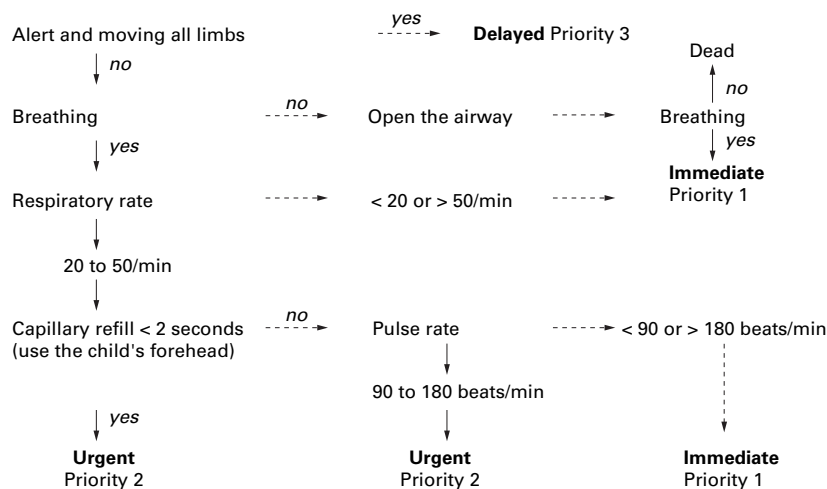 Alert and moving all limbs
yes
Delayed Priority 3
no
Dead
no
Breathing
no
Open the airway
Breathing
yes
yes
Immediate
Priority 1
Respiratory rate
< 20 or > 50/min
20 to 50/min
Capillary refill < 2 seconds
(use the child's forehead)
no
Pulse rate
< 90 or > 180 beats/min
90 to 180 beats/min
yes
Urgent
Priority 2
Urgent
Priority 2
Immediate
Priority 1